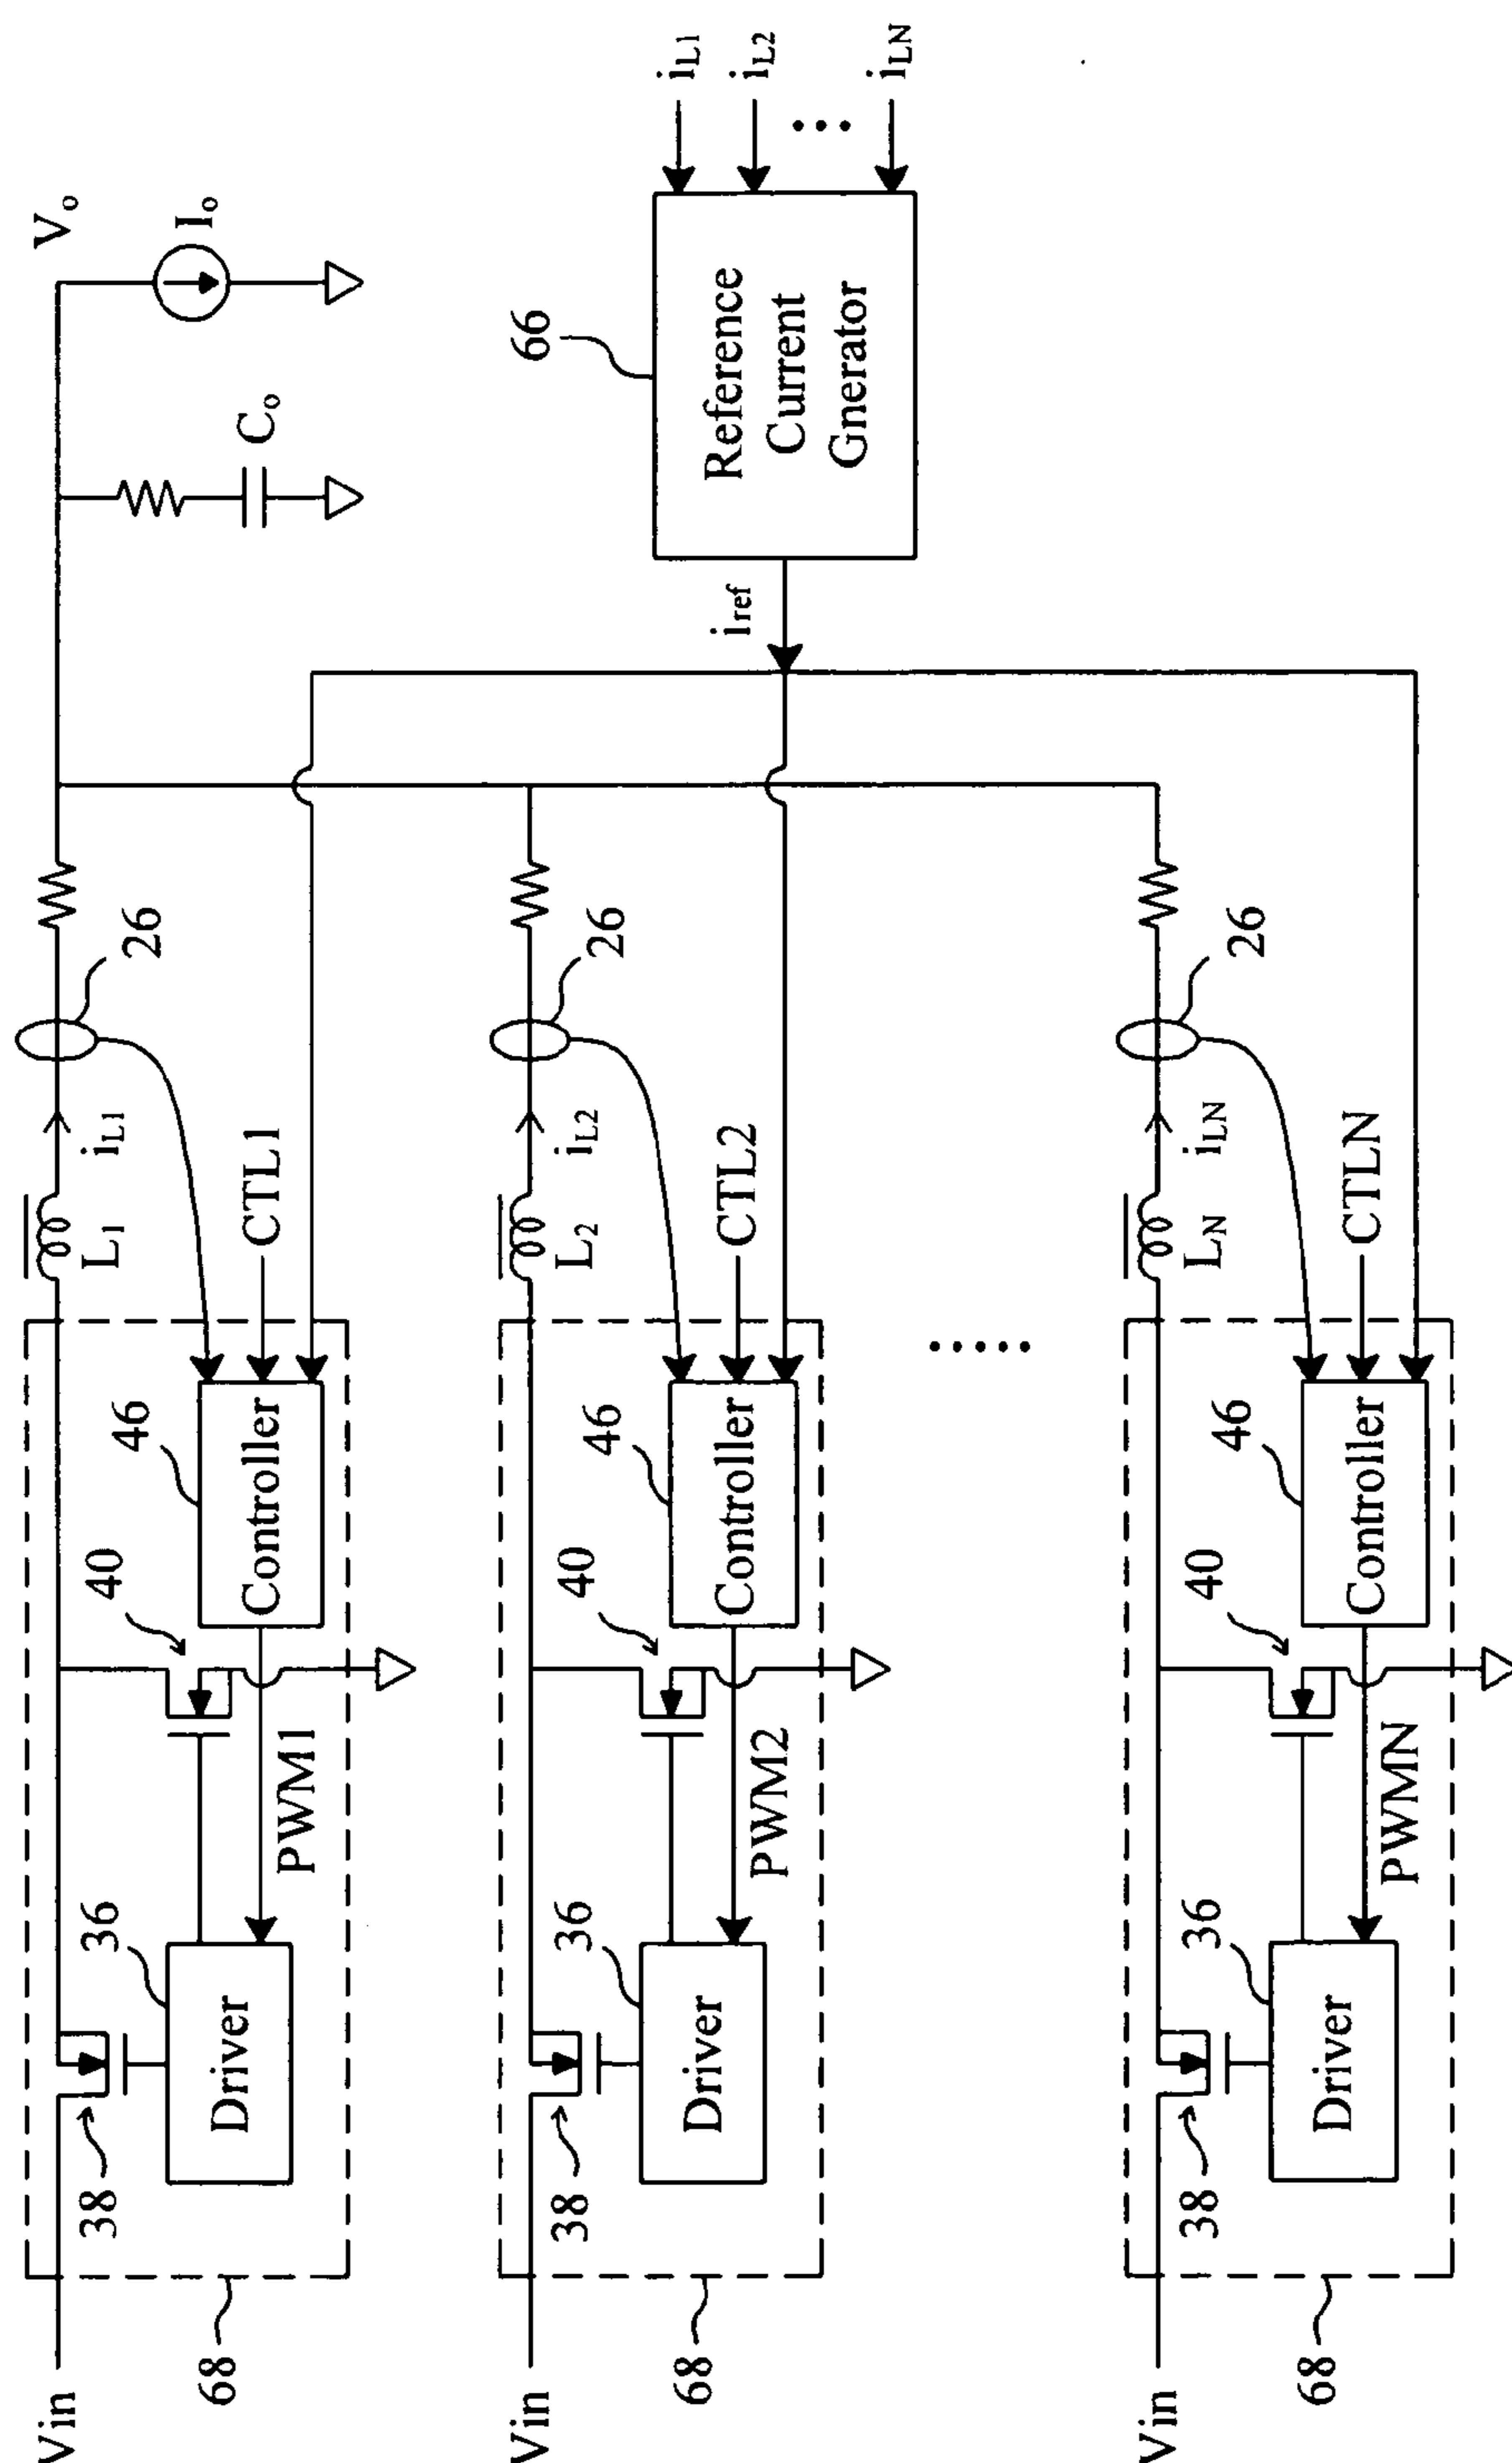 Vin
68
38
Driver
36
PWM1
40
Controller
46
L1
iL1
CTL1
26
Vo
Co
Io
Vin
68
38
Driver
36
PWM2
40
Controller
46
L2
iL2
CTL2
26
iref
66
Reference
Current
Gnerator
iL1
iL2
iLN
Vin
68
38
Driver
36
PWMN
40
Controller
46
LN
iLN
CTLN
26